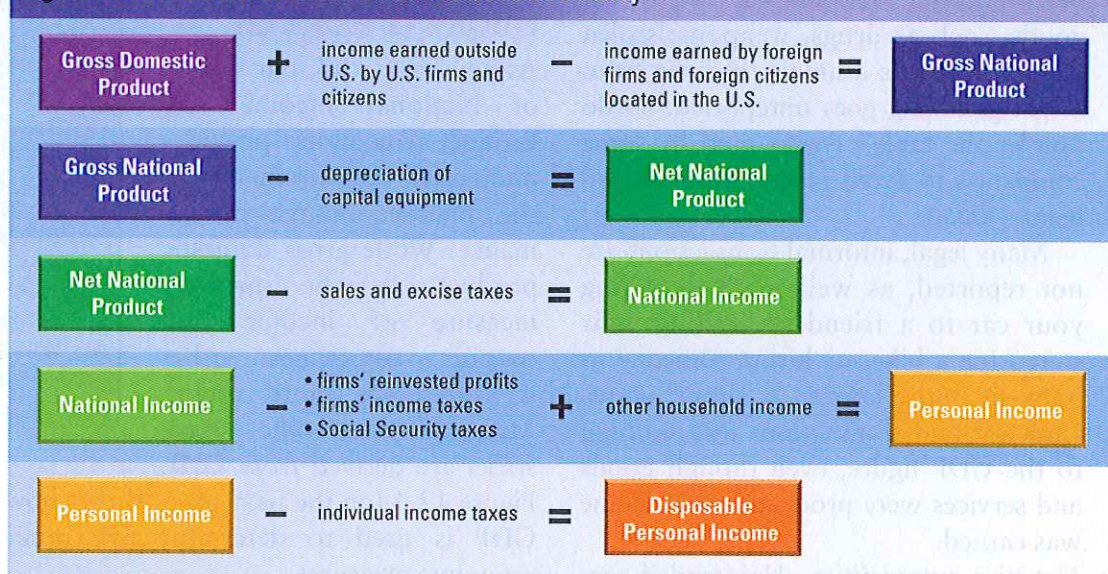 Gross Domestic
Product
+
income earned outside
U.S. by U.S. firms and
citizens
−
income earned by foreign
firms and foreign citizens
located in the U.S.
=
Gross National
Product
Gross National
Product
−
depreciation of
capital equipment
=
Net National
Product
Net National
Product
−
sales and excise taxes
=
National Income
National Income
−
• firms' reinvested profits
• firms' income taxes
• Social Security taxes
+
other household income
=
Personal Income
Personal Income
−
individual income taxes
=
Disposable
Personal Income